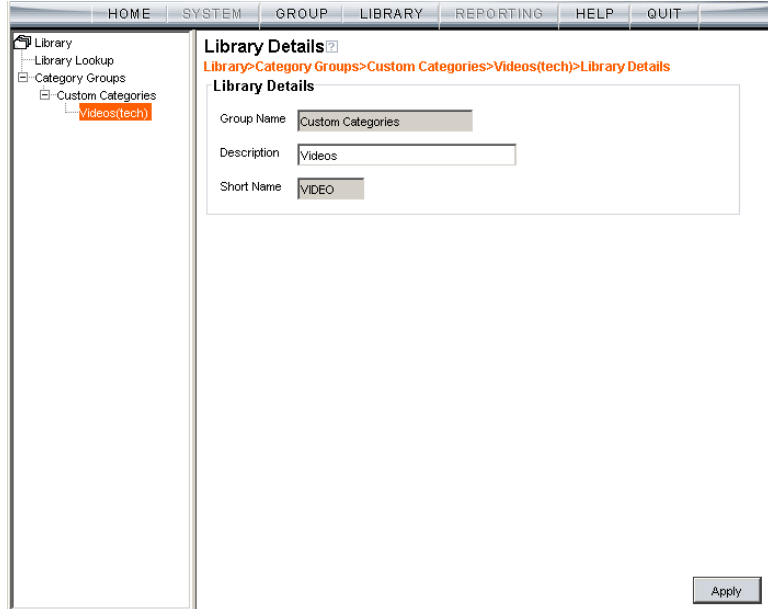 HOME SYSTEM GROUP LIBRARY REPORTING HELP QUIT
Library
Library Lookup
Category Groups
Custom Categories
Videos(tech)
Library Details?
Library>Category Groups>Custom Categories>Videos(tech)>Library Details
Library Details
Group Name Custom Categories
Description Videos
Short Name VIDEO
Apply